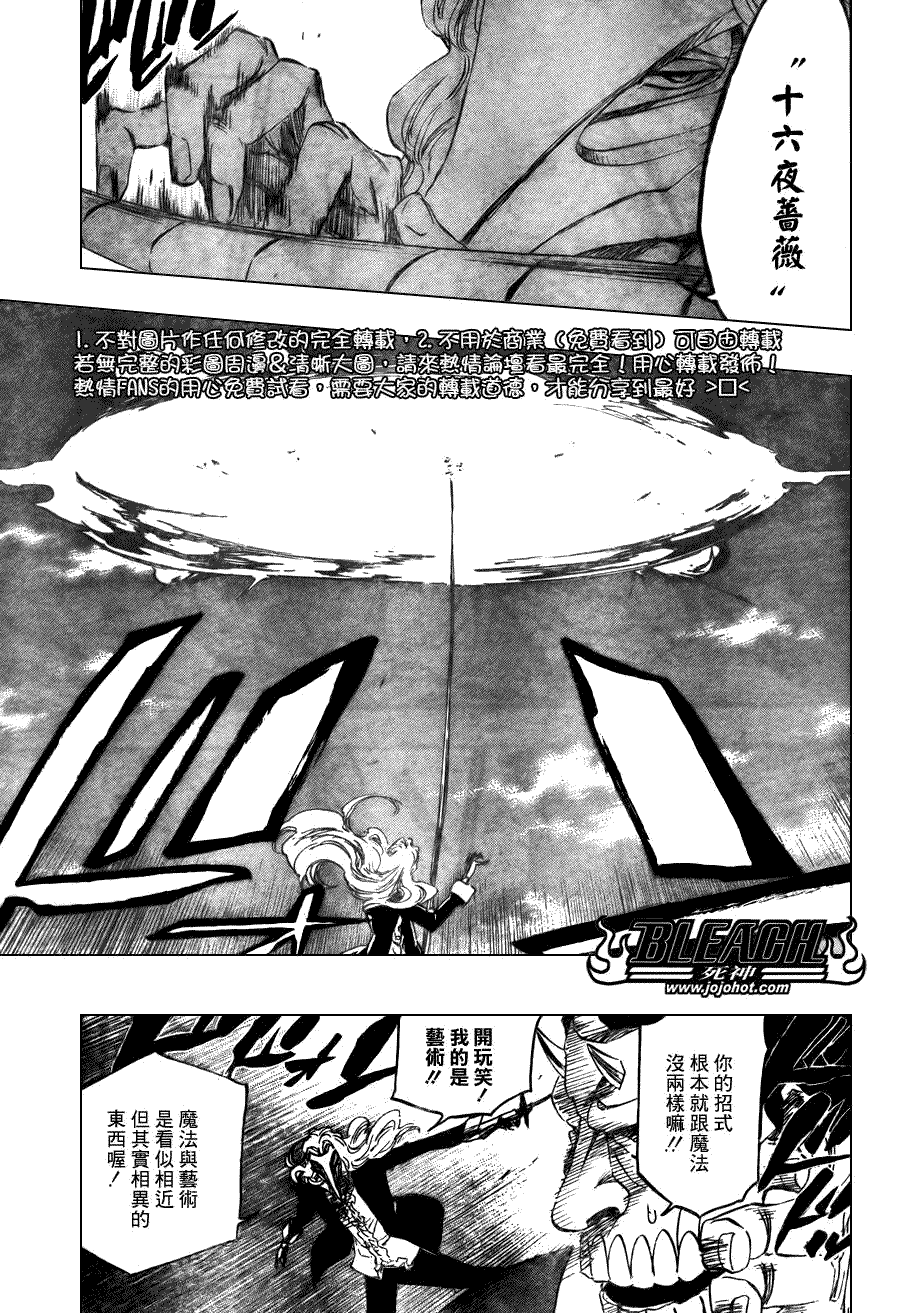 〝十六夜薔薇〞
1. 不對圖片作任何修改的完全轉載，2. 不用於商業（免費看到）可自由轉載
若無完整的彩圖周漫&清晰大圖，請來熱情論壇看最完全！用心轉載發佈！
熱情FANS的用心免費試看，需要大家的轉載道德，才能分享到最好 >口<
BLEACH
死神
www.jojohot.com
你的招式
根本就跟魔法
沒兩樣嘛!!
開玩笑!
我的是
藝術!!
魔法與藝術
是看似相近
但其實相異的
東西喔!